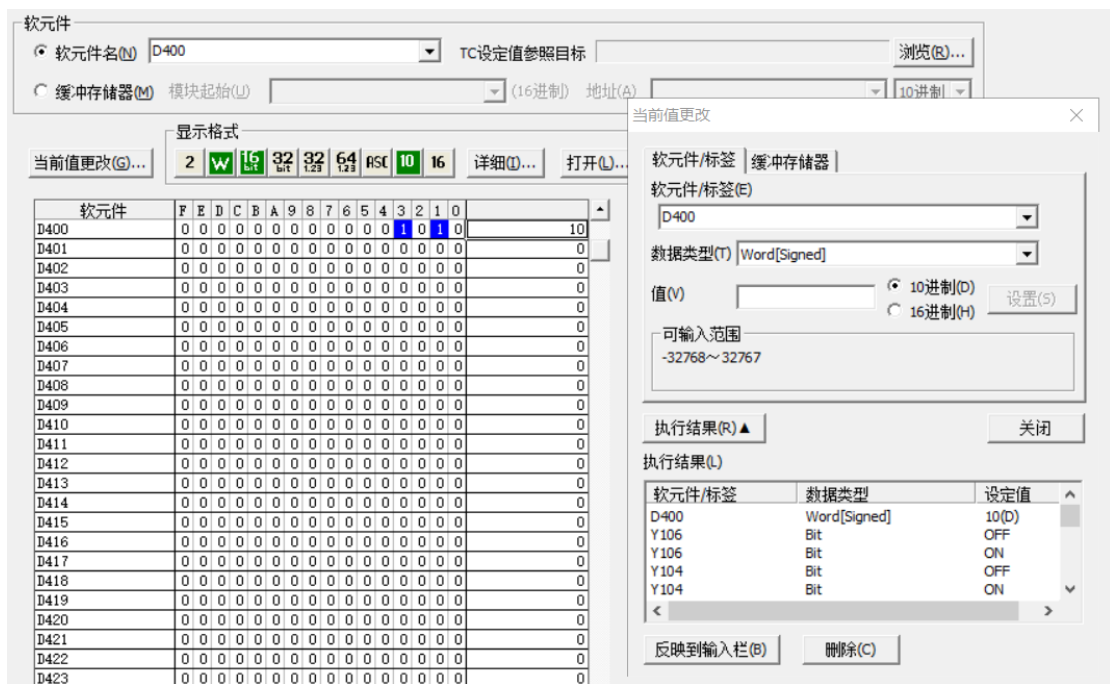 软元件
软元件名(N) D400 TC设定值参照目标 浏览(R)...
缓冲存储器(M) 模块起始(U) (16进制) 地址(A) 10进制
显示格式
当前值更改(G)... 2 W 16bit 32bit 32 1.23 64 1.23 ASC 10 16 详细(I)... 打开(L)...
软元件 F E D C B A 9 8 7 6 5 4 3 2 1 0
D400 0 0 0 0 0 0 0 0 0 0 0 0 1 0 1 0 10
D401 0 0 0 0 0 0 0 0 0 0 0 0 0 0 0 0 0
D402 0 0 0 0 0 0 0 0 0 0 0 0 0 0 0 0 0
D403 0 0 0 0 0 0 0 0 0 0 0 0 0 0 0 0 0
D404 0 0 0 0 0 0 0 0 0 0 0 0 0 0 0 0 0
D405 0 0 0 0 0 0 0 0 0 0 0 0 0 0 0 0 0
D406 0 0 0 0 0 0 0 0 0 0 0 0 0 0 0 0 0
D407 0 0 0 0 0 0 0 0 0 0 0 0 0 0 0 0 0
D408 0 0 0 0 0 0 0 0 0 0 0 0 0 0 0 0 0
D409 0 0 0 0 0 0 0 0 0 0 0 0 0 0 0 0 0
D410 0 0 0 0 0 0 0 0 0 0 0 0 0 0 0 0 0
D411 0 0 0 0 0 0 0 0 0 0 0 0 0 0 0 0 0
D412 0 0 0 0 0 0 0 0 0 0 0 0 0 0 0 0 0
D413 0 0 0 0 0 0 0 0 0 0 0 0 0 0 0 0 0
D414 0 0 0 0 0 0 0 0 0 0 0 0 0 0 0 0 0
D415 0 0 0 0 0 0 0 0 0 0 0 0 0 0 0 0 0
D416 0 0 0 0 0 0 0 0 0 0 0 0 0 0 0 0 0
D417 0 0 0 0 0 0 0 0 0 0 0 0 0 0 0 0 0
D418 0 0 0 0 0 0 0 0 0 0 0 0 0 0 0 0 0
D419 0 0 0 0 0 0 0 0 0 0 0 0 0 0 0 0 0
D420 0 0 0 0 0 0 0 0 0 0 0 0 0 0 0 0 0
D421 0 0 0 0 0 0 0 0 0 0 0 0 0 0 0 0 0
D422 0 0 0 0 0 0 0 0 0 0 0 0 0 0 0 0 0
D423 0 0 0 0 0 0 0 0 0 0 0 0 0 0 0 0 0
当前值更改
软元件/标签 缓冲存储器
软元件/标签(E)
D400
数据类型(T) Word[Signed]
值(V) 10进制(D) 设置(S)
16进制(H)
可输入范围
-32768～32767
执行结果(R)▲ 关闭
执行结果(L)
软元件/标签 数据类型 设定值
D400 Word[Signed] 10(D)
Y106 Bit OFF
Y106 Bit ON
Y104 Bit OFF
Y104 Bit ON
反映到输入栏(B) 删除(C)